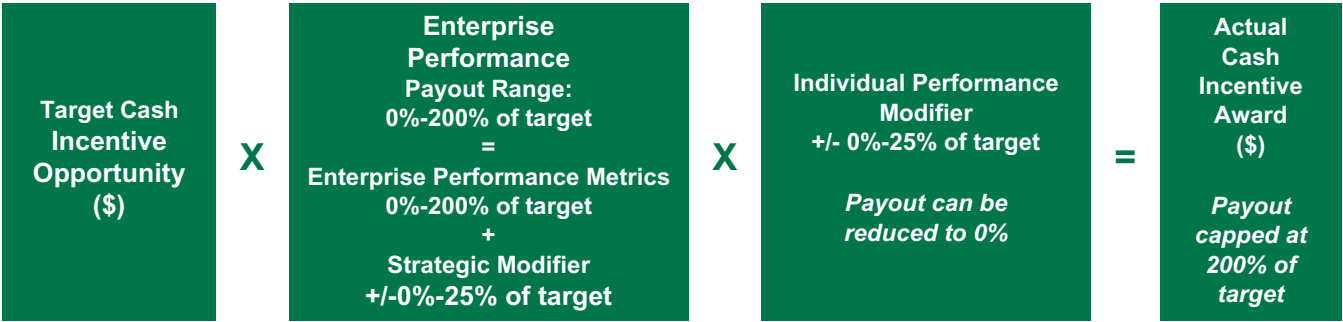 Target Cash
Incentive
Opportunity
($)
X
Enterprise
Performance
Payout Range:
0%-200% of target
=
Enterprise Performance Metrics
0%-200% of target
+
Strategic Modifier
+/-0%-25% of target
X
Individual Performance
Modifier
+/- 0%-25% of target
Payout can be
reduced to 0%
=
Actual
Cash
Incentive
Award
($)
Payout
capped at
200% of
target